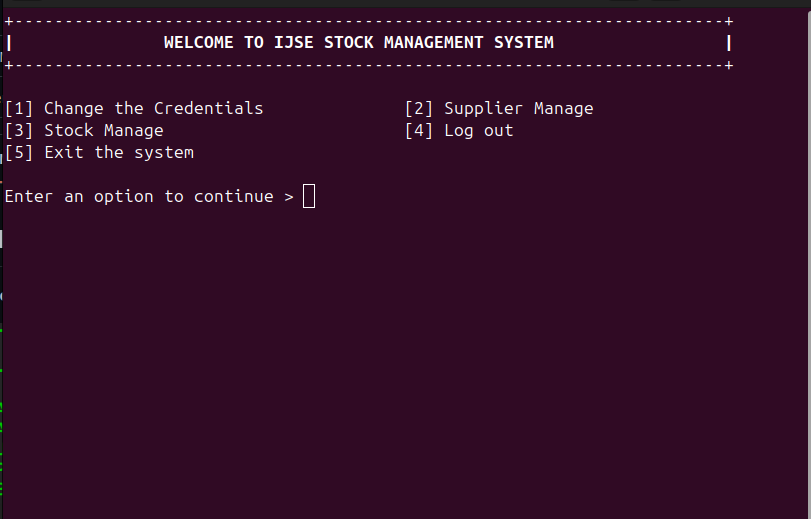 +-----------------------------------------------------------------------+
| WELCOME TO IJSE STOCK MANAGEMENT SYSTEM |
+-----------------------------------------------------------------------+
[1] Change the Credentials [2] Supplier Manage
[3] Stock Manage [4] Log out
[5] Exit the system
Enter an option to continue >